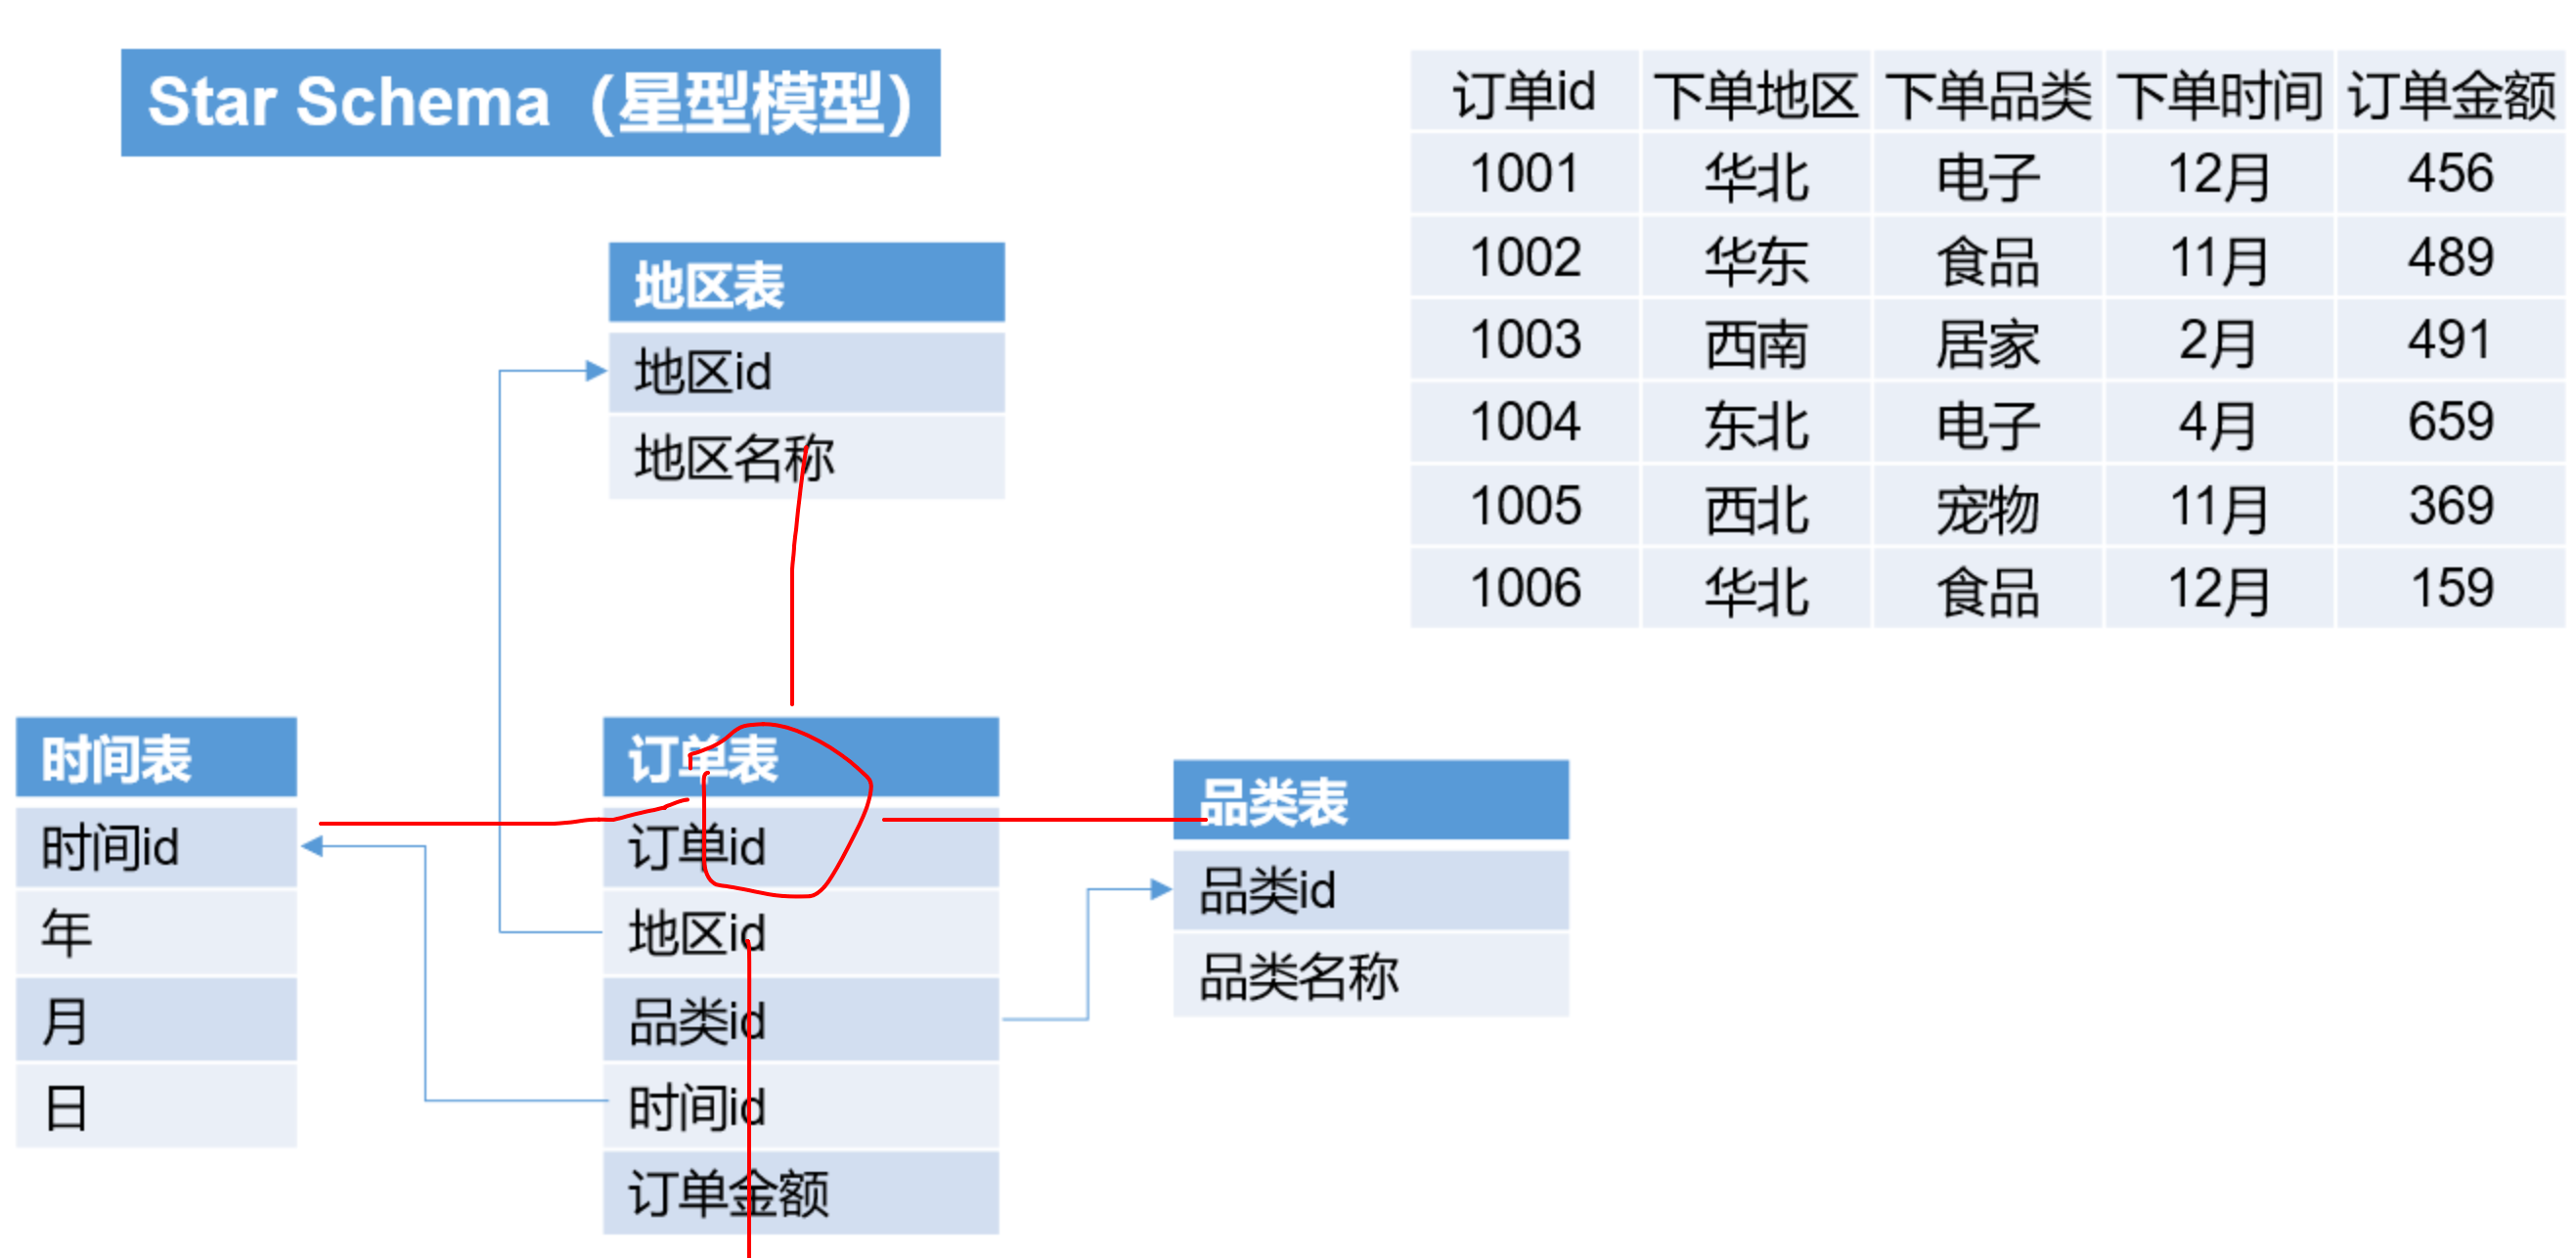 Star Schema（星型模型）
订单id 下单地区 下单品类 下单时间 订单金额
1001 华北 电子 12月 456
1002 华东 食品 11月 489
1003 西南 居家 2月 491
1004 东北 电子 4月 659
1005 西北 宠物 11月 369
1006 华北 食品 12月 159
地区表
地区id
地区名称
时间表
时间id
年
月
日
订单表
订单id
地区id
品类id
时间id
订单金额
品类表
品类id
品类名称